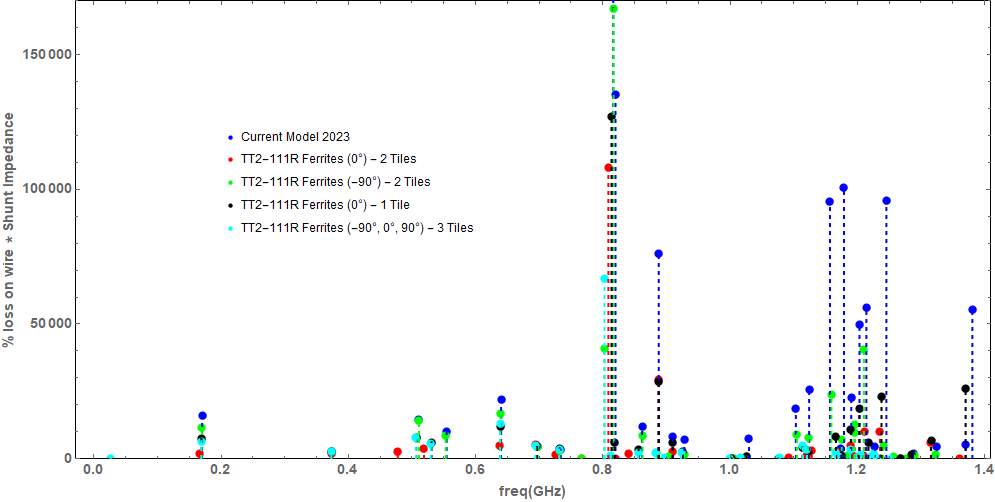 150 000
100 000
50 000
0
% loss on wire * Shunt Impedance
Current Model 2023
TT2-111R Ferrites (0°) - 2 Tiles
TT2-111R Ferrites (-90°) - 2 Tiles
TT2-111R Ferrites (0°) - 1 Tile
TT2-111R Ferrites (-90°, 0°, 90°) - 3 Tiles
0.0 0.2 0.4 0.6 0.8 1.0 1.2 1.4
freq(GHz)